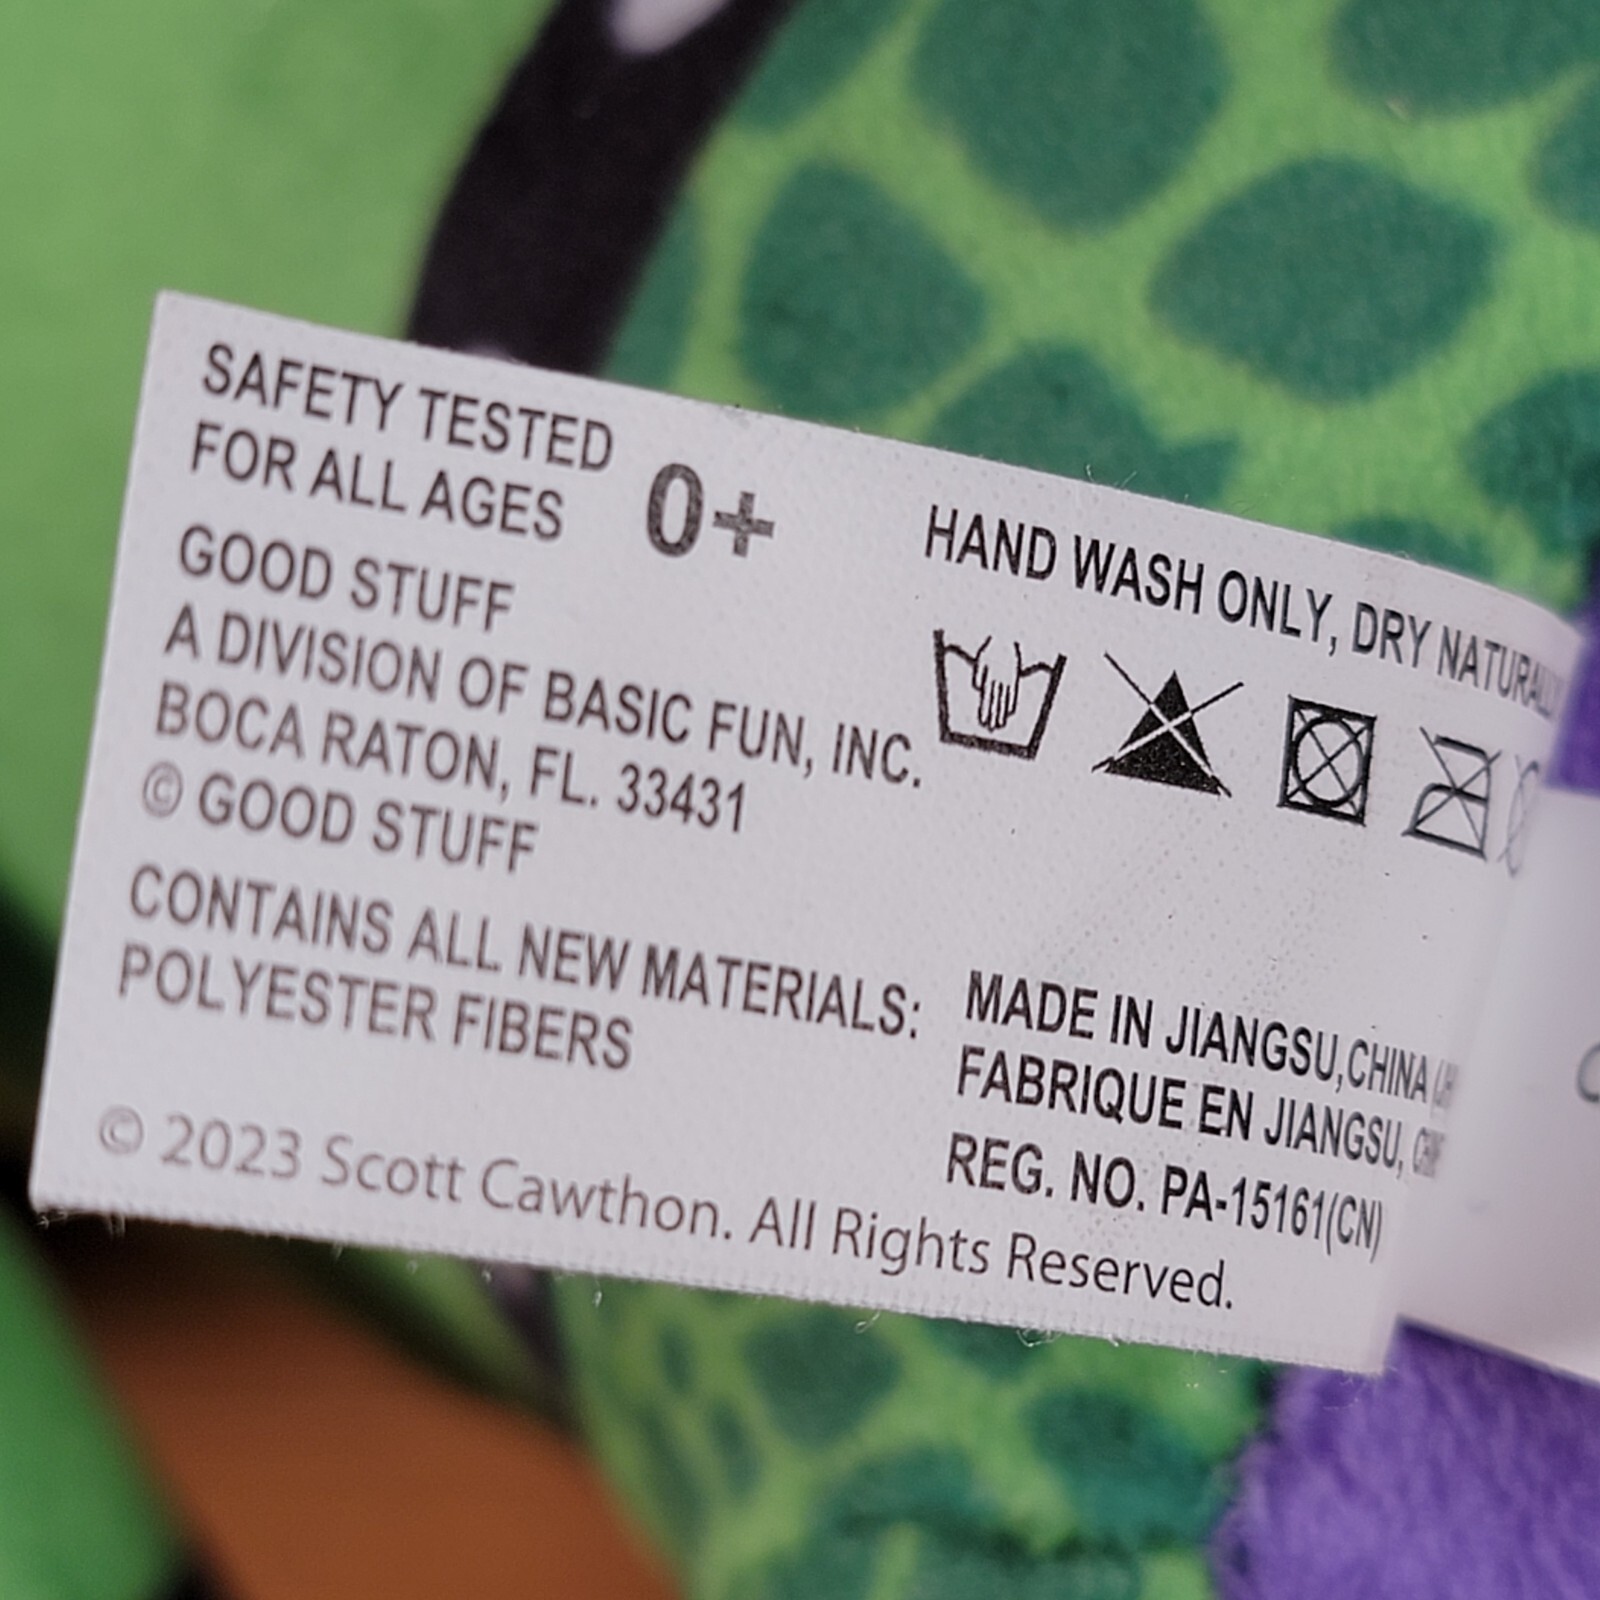 SAFETY TESTED
FOR ALL AGES
0+
GOOD STUFF
A DIVISION OF BASIC FUN, INC.
BOCA RATON, FL. 33431
© GOOD STUFF
CONTAINS ALL NEW MATERIALS:
POLYESTER FIBERS
HAND WASH ONLY, DRY
MADE IN JIANGSU,CHINA
FABRIQUE EN JIANGSU,
REG. NO. PA-15161(CN)
© 2023 Scott Cawthon. All Rights Reserved.